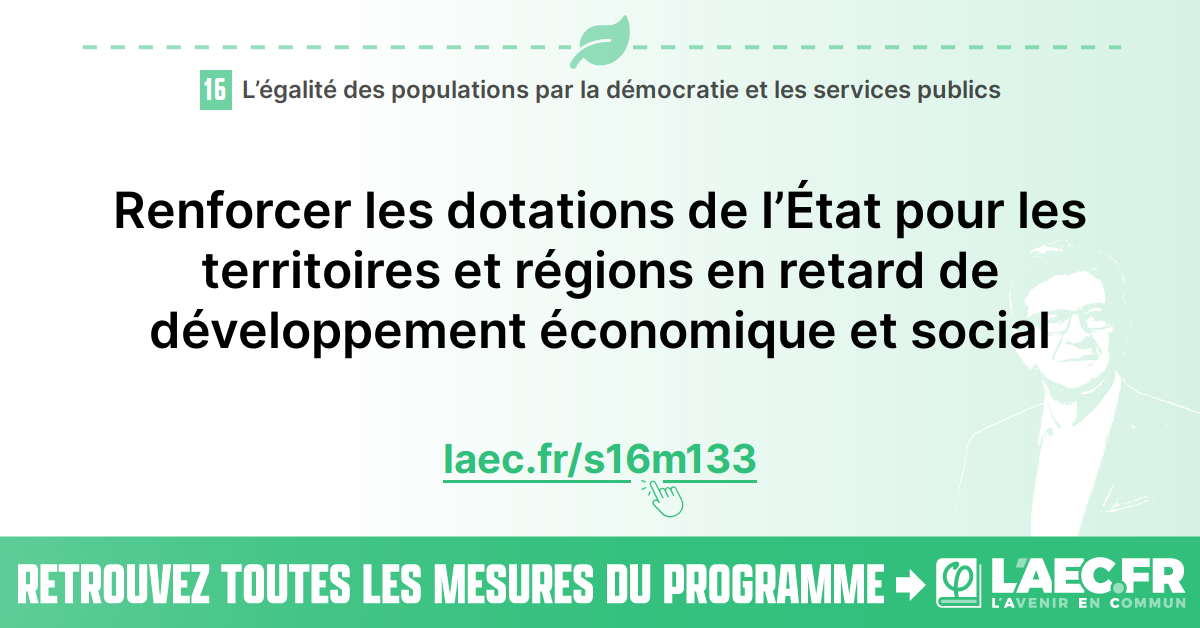 16 L’égalité des populations par la démocratie et les services publics
Renforcer les dotations de l’État pour les
territoires et régions en retard de
développement économique et social
laec.fr/s16m133
RETROUVEZ TOUTES LES MESURES DU PROGRAMME
φ L'AEC.FR
L'AVENIR EN COMMUN